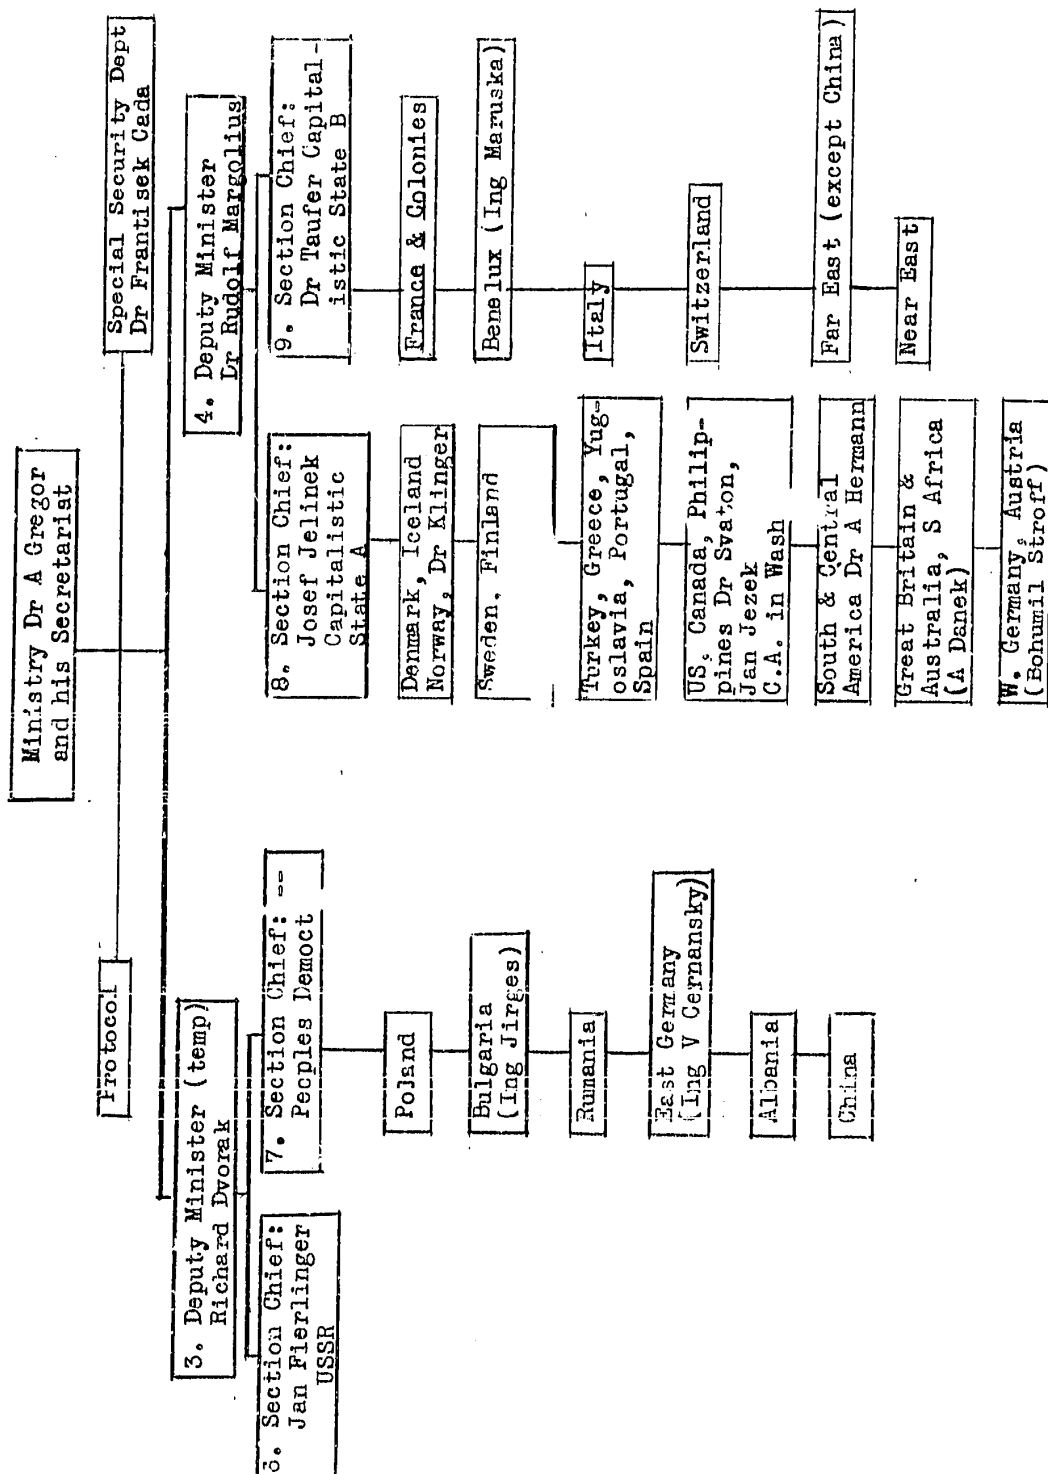 Ministry Dr A Gregor
and his Secretariat
Protocol
Special Security Dept
Dr Frantisek Cada
3. Deputy Minister (temp)
Richard Dvorak
4. Deputy Minister
Dr Rudolf Margolius
Section Chief:
Jan Fierlinger
USSR
7. Section Chief: --
Peoples Democt
Poland
Bulgaria
(Ing Jirges)
Rumania
East Germany
(Ing V Cernansky)
Albania
China
8. Section Chief:
Josef Jelinek
Capitalistic
State A
Denmark, Iceland
Norway, Dr Klinger
Sweden, Finland
Turkey, Greece, Yug-
oslavia, Portugal,
Spain
US, Canada, Philip-
pines Dr Svaton,
Jan Jezek
C.A. in Wash
South & Central
America Dr A Hermann
Great Britain &
Australia, S Africa
(A Danek)
W. Germany, Austria
(Bohumil Stroff)
9. Section Chief:
Dr Taufer Capital-
istic State B
France & Colonies
Benelux (Ing Maruska)
Italy
Switzerland
Far East (except China)
Near East